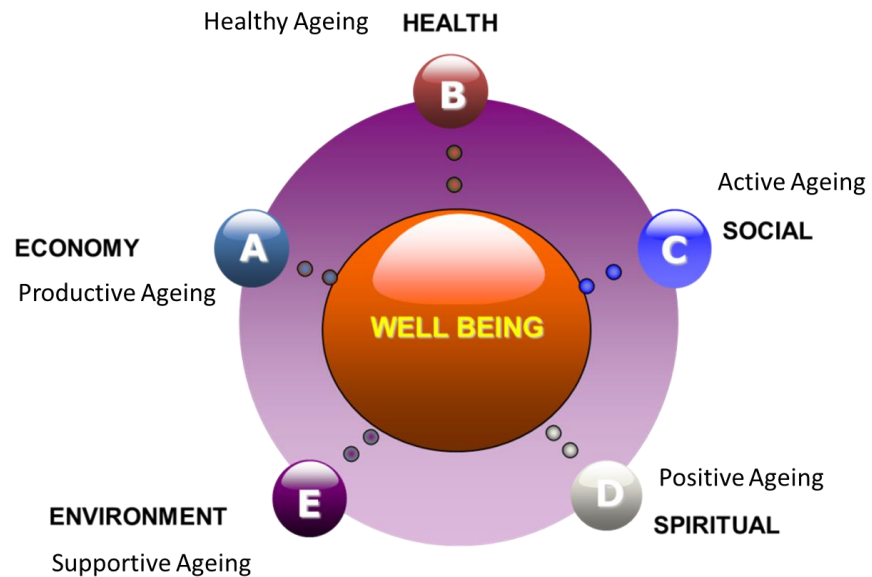 Healthy Ageing HEALTH
B
Active Ageing
A
C
SOCIAL
ECONOMY
Productive Ageing
WELL BEING
Positive Ageing
E
D
ENVIRONMENT
SPIRITUAL
Supportive Ageing